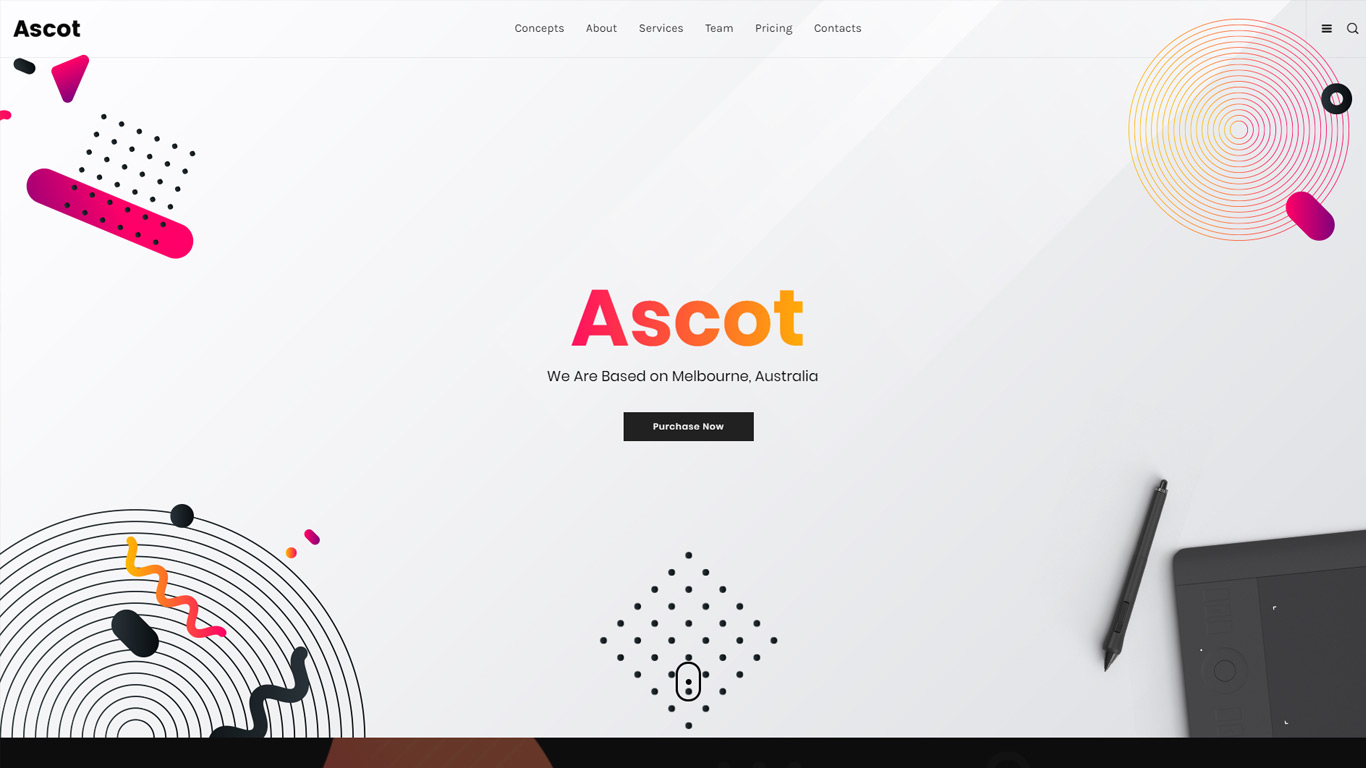 Ascot
Concepts About Services Team Pricing Contacts
Ascot
We Are Based on Melbourne, Australia
Purchase Now